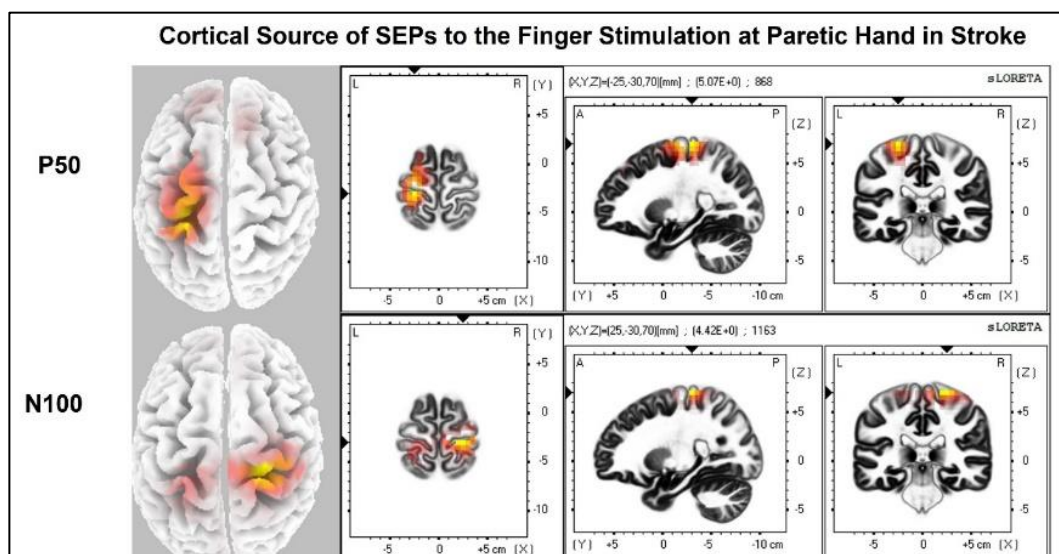 Cortical Source of SEPs to the Finger Stimulation at Paretic Hand in Stroke
P50
L R (Y)
+5
0
-5
-10
-5 0 +5 cm (X)
(X,Y,Z)=(-25,-30,70)[mm] ; (5.07E+0) ; 868 sLORETA
A P (Z)
+5
0
-5
(Y) +5 0 -5 -10 cm
L R (Z)
+5
0
-5
-5 0 +5 cm (X)
N100
L R (Y)
+5
0
-5
-10
-5 0 +5 cm (X)
(X,Y,Z)=(25,-30,70)[mm] ; (4.42E+0) ; 1163 sLORETA
A P (Z)
+5
0
-5
(Y) +5 0 -5 -10 cm
L R (Z)
+5
0
-5
-5 0 +5 cm (X)